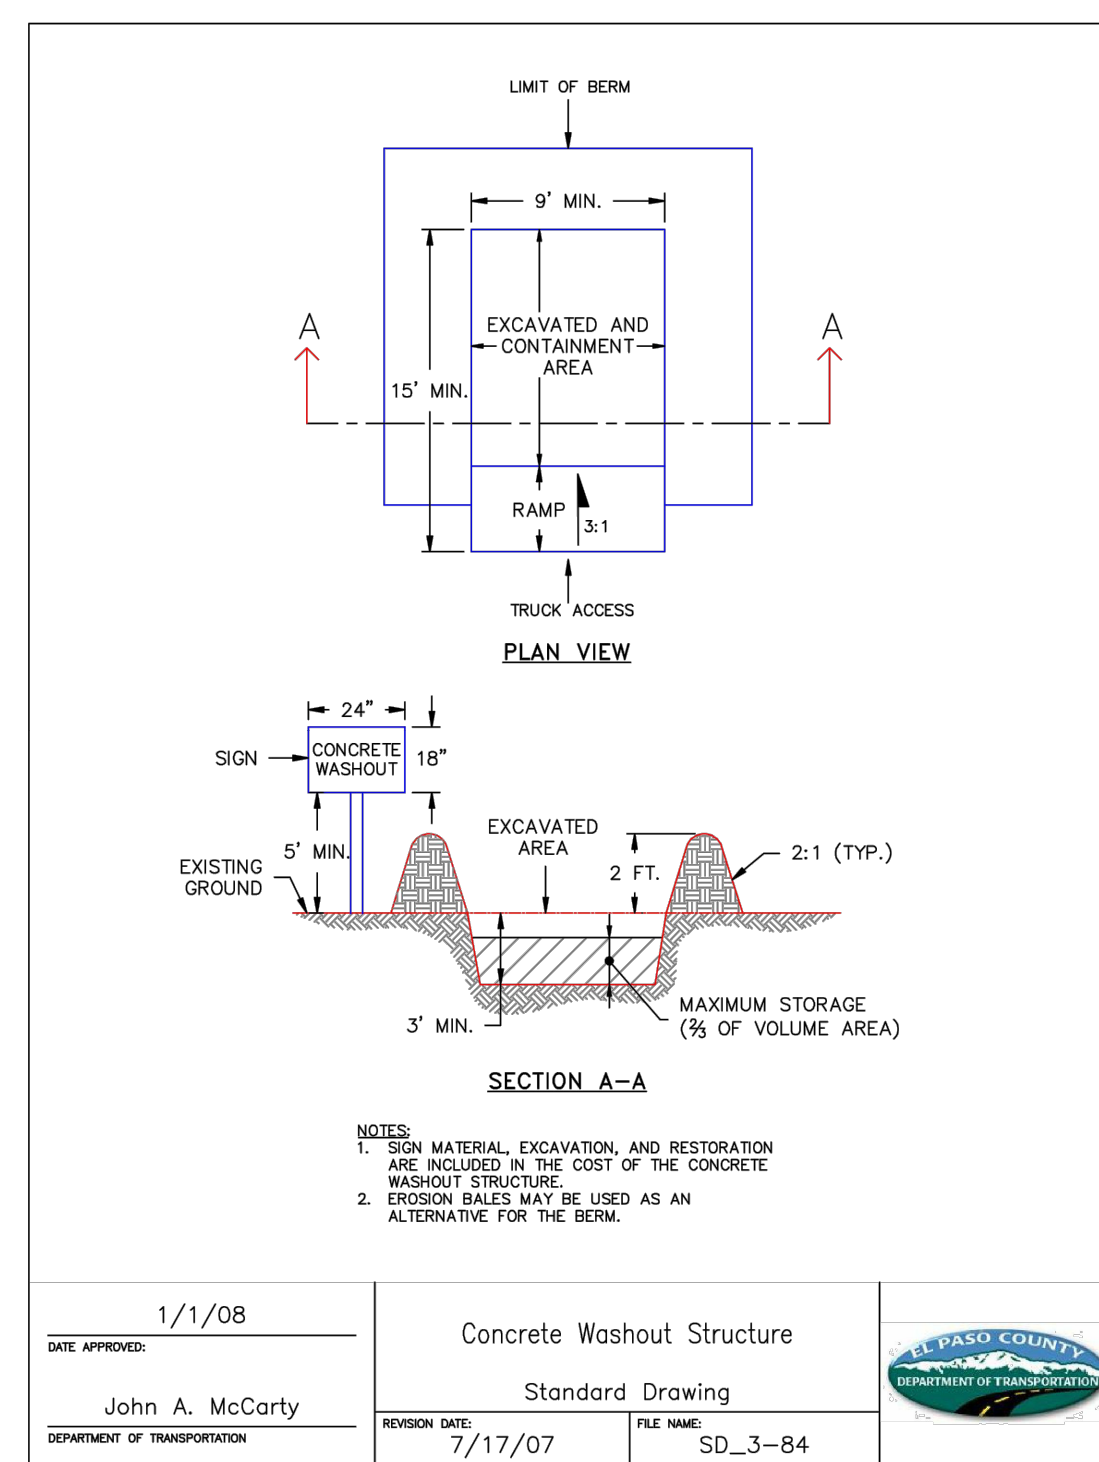 LIMIT OF BERM
9' MIN.
A
A
EXCAVATED AND
CONTAINMENT
AREA
15' MIN.
RAMP
3:1
TRUCK ACCESS
PLAN VIEW
24"
SIGN
CONCRETE
WASHOUT
18"
5' MIN.
EXISTING
GROUND
EXCAVATED
AREA
2 FT.
2:1 (TYP.)
3' MIN.
MAXIMUM STORAGE
(⅔ OF VOLUME AREA)
SECTION A-A
NOTES:
1. SIGN MATERIAL, EXCAVATION, AND RESTORATION
ARE INCLUDED IN THE COST OF THE CONCRETE
WASHOUT STRUCTURE.
2. EROSION BALES MAY BE USED AS AN
ALTERNATIVE FOR THE BERM.
1/1/08
DATE APPROVED:
John A. McCarty
DEPARTMENT OF TRANSPORTATION
Concrete Washout Structure
Standard Drawing
REVISION DATE:
7/17/07
FILE NAME:
SD_3-84
EL PASO COUNTY
DEPARTMENT OF TRANSPORTATION